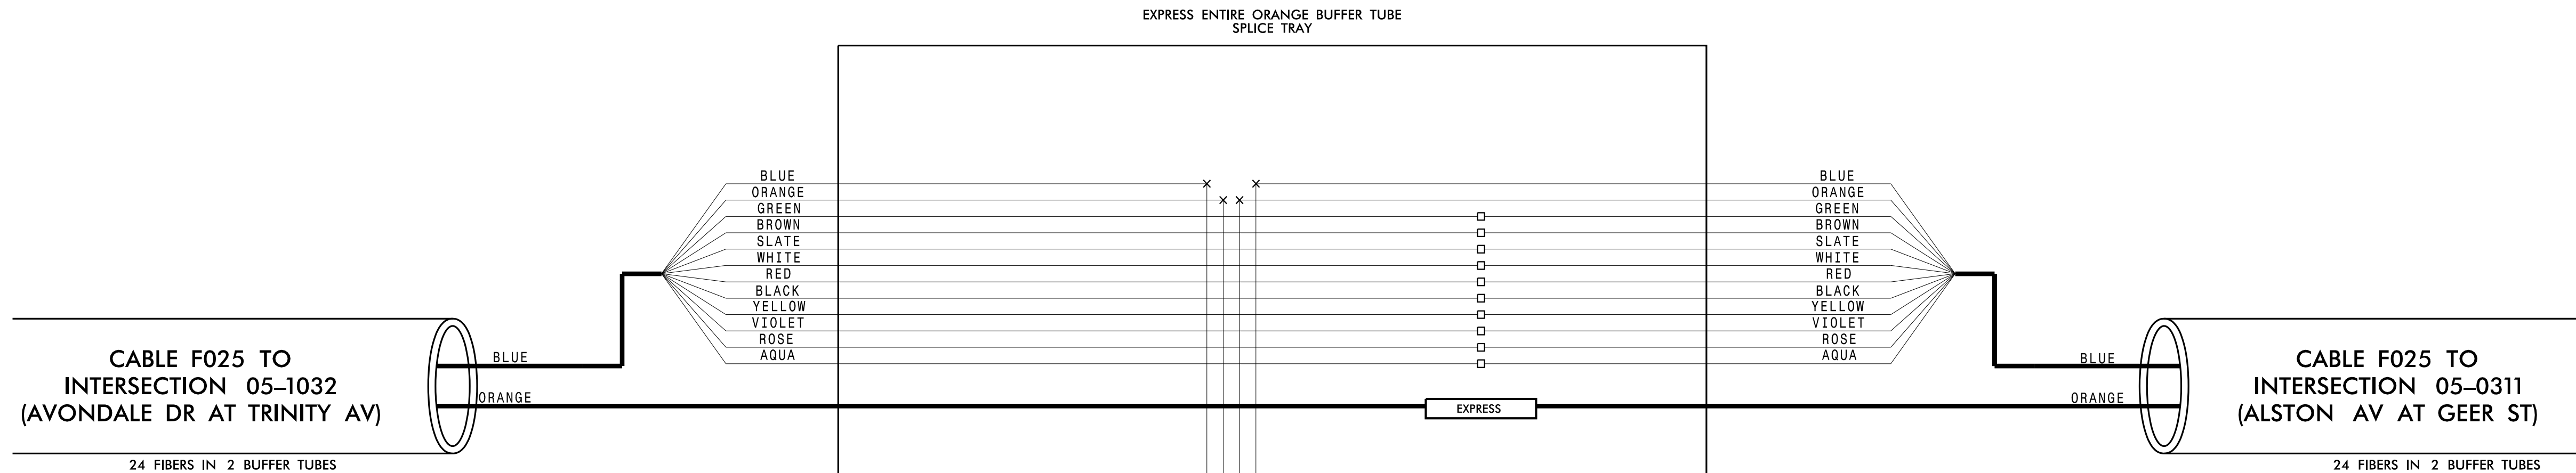 EXPRESS ENTIRE ORANGE BUFFER TUBE
SPLICE TRAY
BLUE
ORANGE
GREEN
BROWN
SLATE
WHITE
RED
BLACK
YELLOW
VIOLET
ROSE
AQUA
BLUE
ORANGE
GREEN
BROWN
SLATE
WHITE
RED
BLACK
YELLOW
VIOLET
ROSE
AQUA
CABLE F025 TO
INTERSECTION 05–1032
(AVONDALE DR AT TRINITY AV)
24 FIBERS IN 2 BUFFER TUBES
BLUE
ORANGE
EXPRESS
BLUE
ORANGE
CABLE F025 TO
INTERSECTION 05–0311
(ALSTON AV AT GEER ST)
24 FIBERS IN 2 BUFFER TUBES